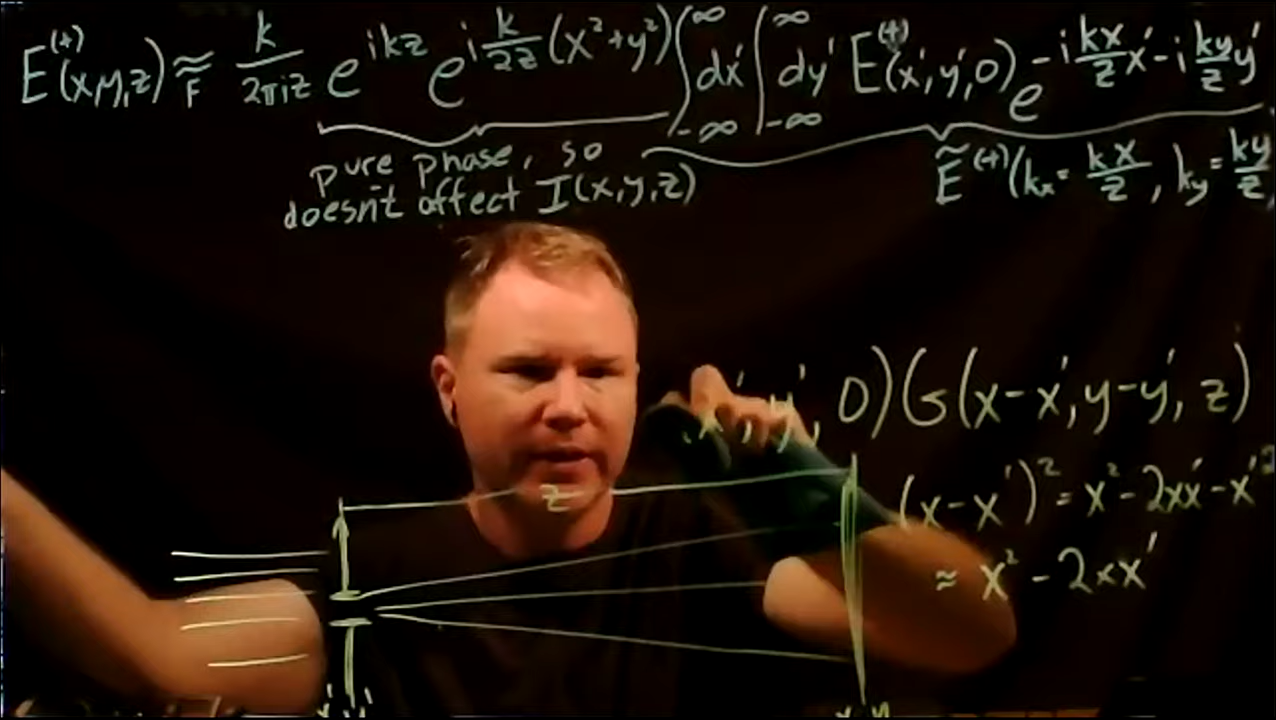 E^(+)(x,y,z) ≈_F k/2πiz e^{ikz} e^{i k/2z (x²+y²)} ∫_{-∞}^{∞} dx' ∫_{-∞}^{∞} dy' E^(+)(x',y',0) e^{-i kx/z x' - i ky/z y'}
pure phase, so
doesn't affect I(x,y,z)
Ẽ^(+)(kx = kx/z, ky = ky/z,
x', y', 0) G(x-x', y-y', z)
z
(x-x')² = x² - 2xx' - x'²
≈ x² - 2xx'
x' y'
x y